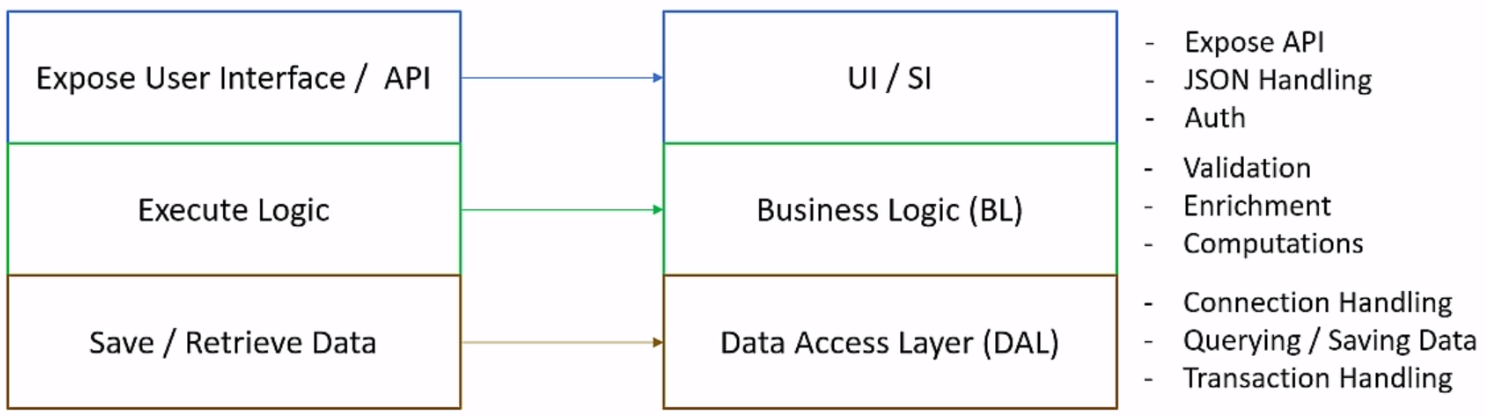 Expose User Interface / API
UI / SI
- Expose API
- JSON Handling
- Auth
Execute Logic
Business Logic (BL)
- Validation
- Enrichment
- Computations
Save / Retrieve Data
Data Access Layer (DAL)
- Connection Handling
- Querying / Saving Data
- Transaction Handling